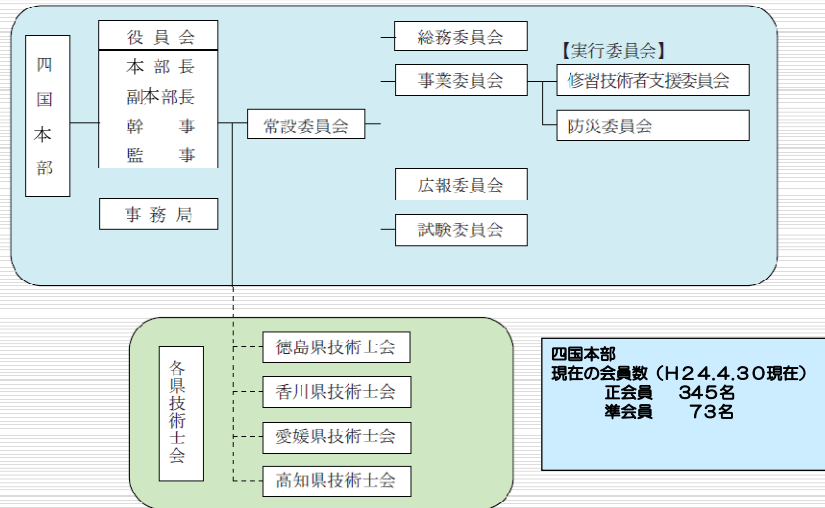 四国本部
役員会
本部長
副本部長
幹事
監事
事務局
常設委員会
総務委員会
事業委員会
広報委員会
試験委員会
【実行委員会】
修習技術者支援委員会
防災委員会
各県技術士会
徳島県技術士会
香川県技術士会
愛媛県技術士会
高知県技術士会
四国本部
現在の会員数（H24.4.30現在）
正会員 345名
準会員 73名